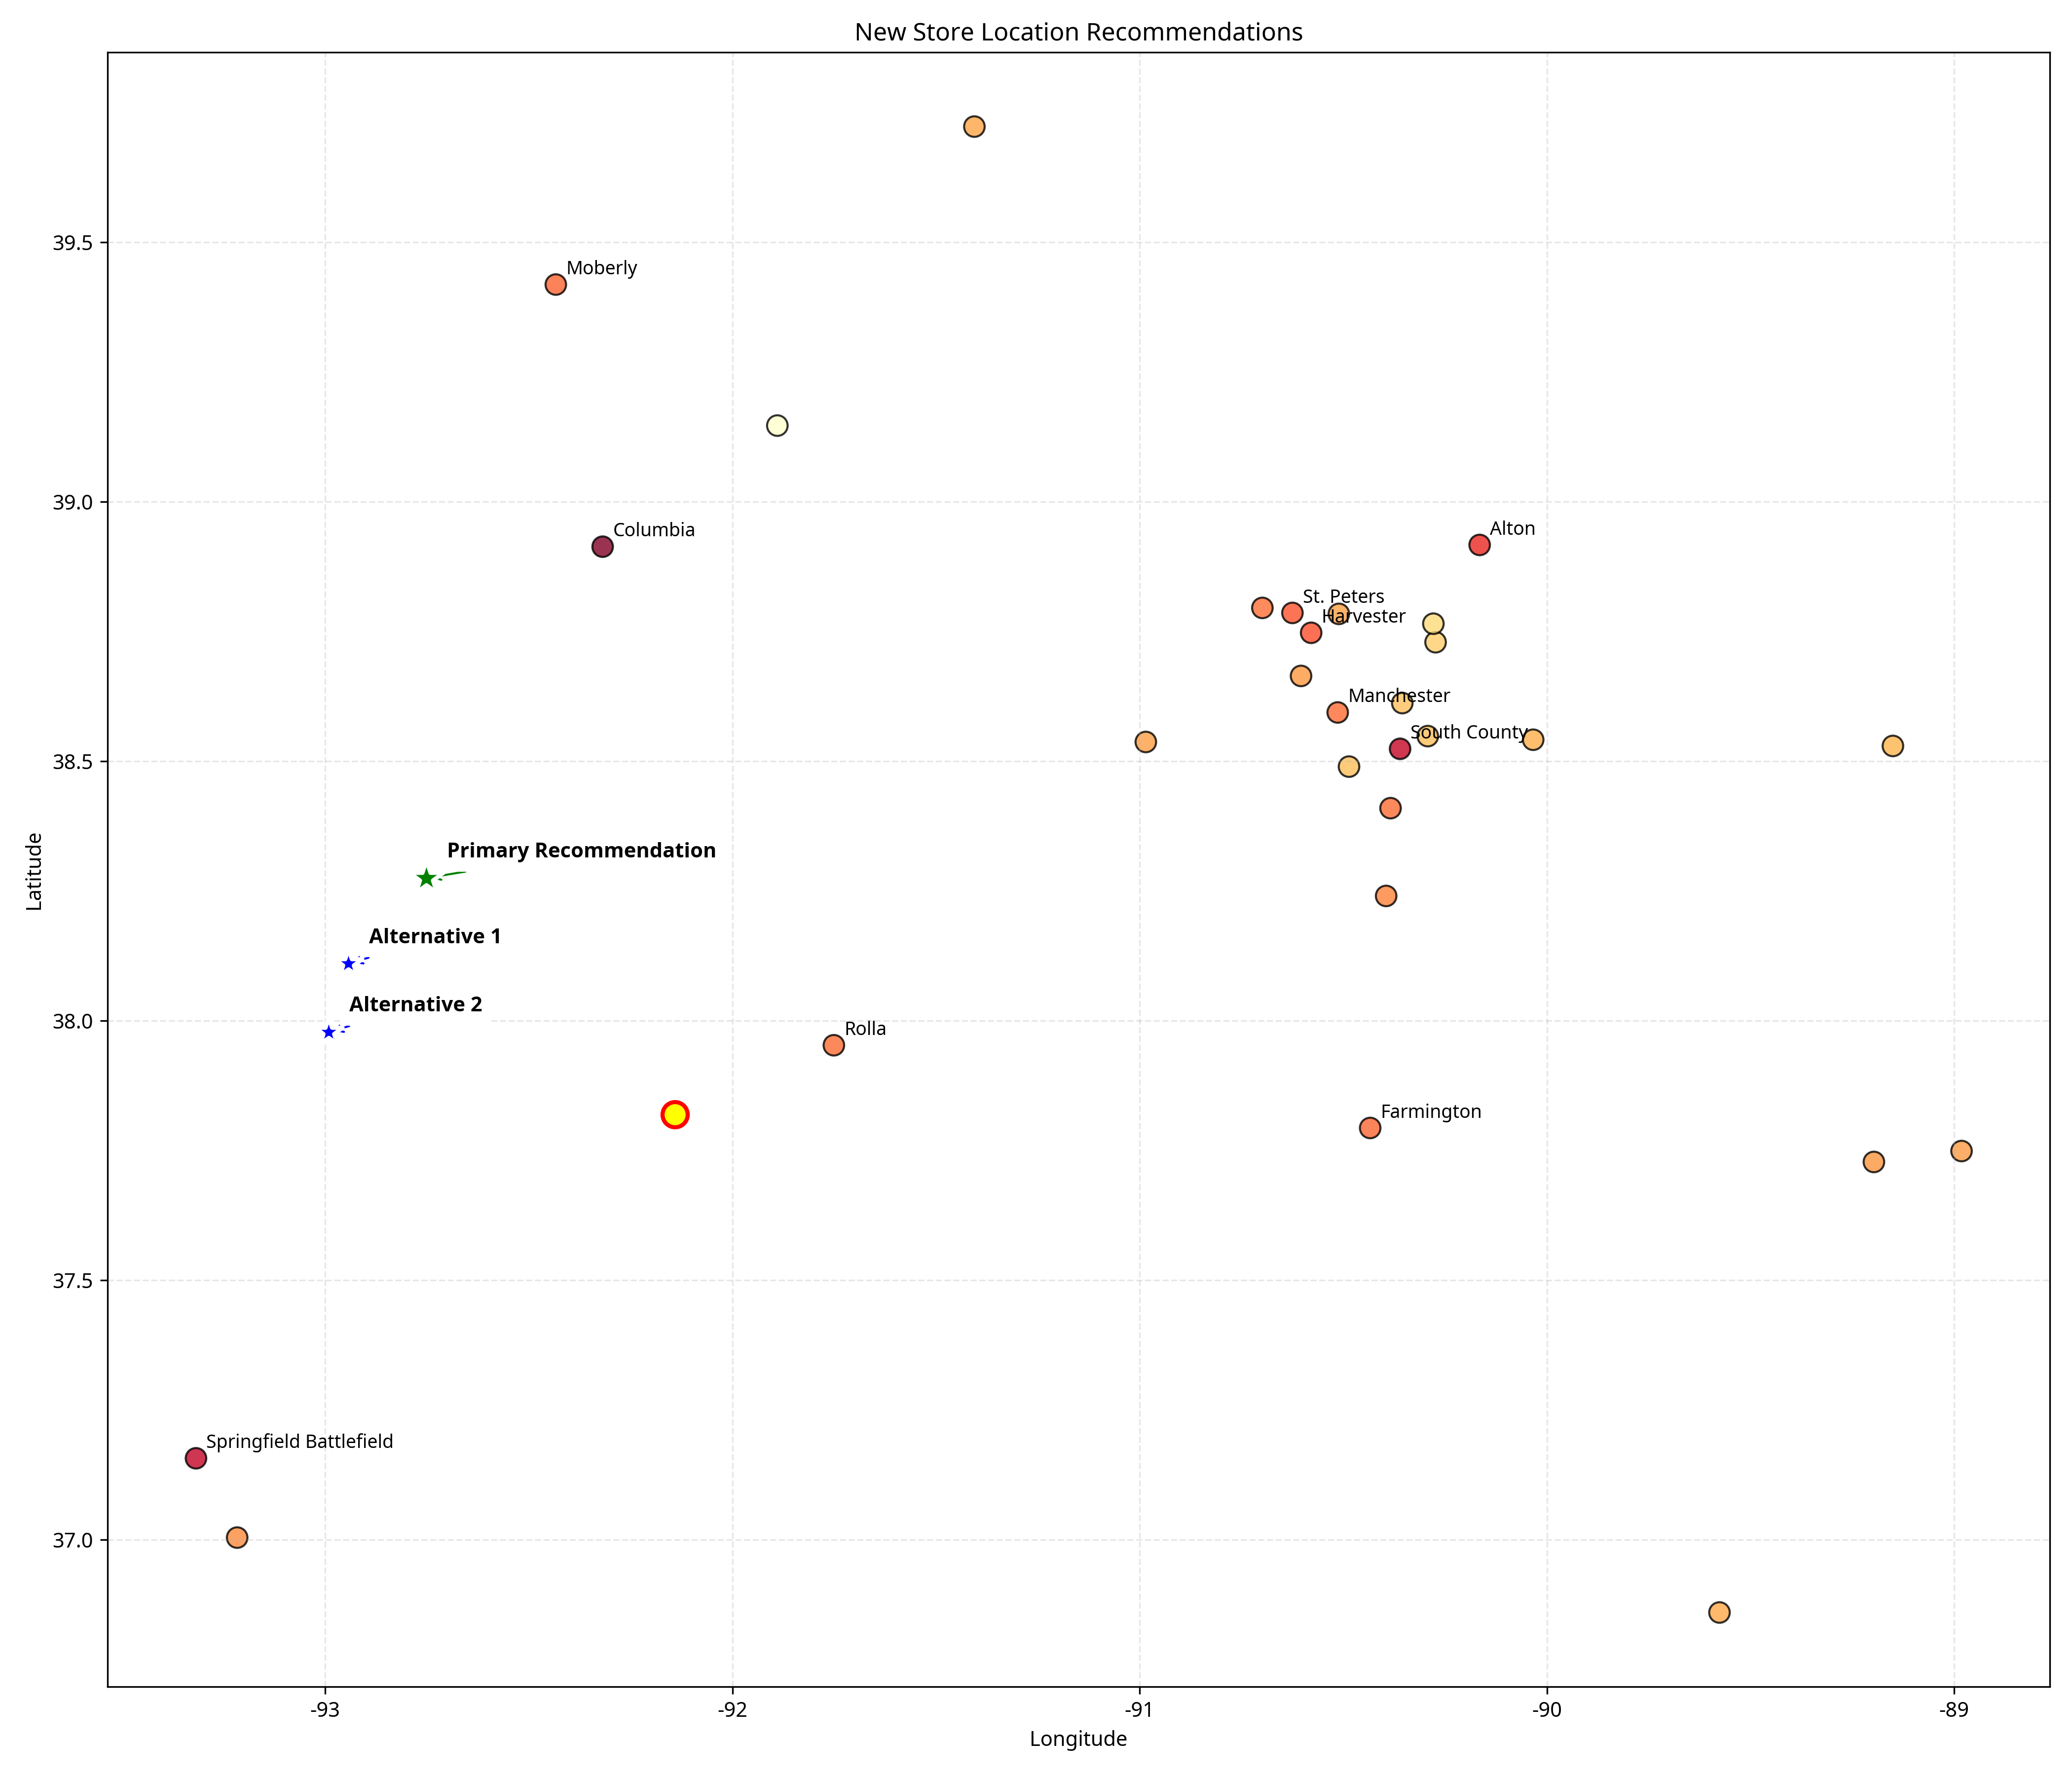 New Store Location Recommendations
39.5
Moberly
39.0
Columbia
Alton
St. Peters
Harvester
Manchester
South County
38.5
Primary Recommendation
Latitude
Alternative 1
Alternative 2
38.0
Rolla
Farmington
37.5
Springfield Battlefield
37.0
-93
-92
-91
-90
-89
Longitude